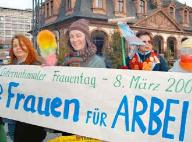 Internationaler Frauentag - 8. März 200
Frauen FÜR ARBEI